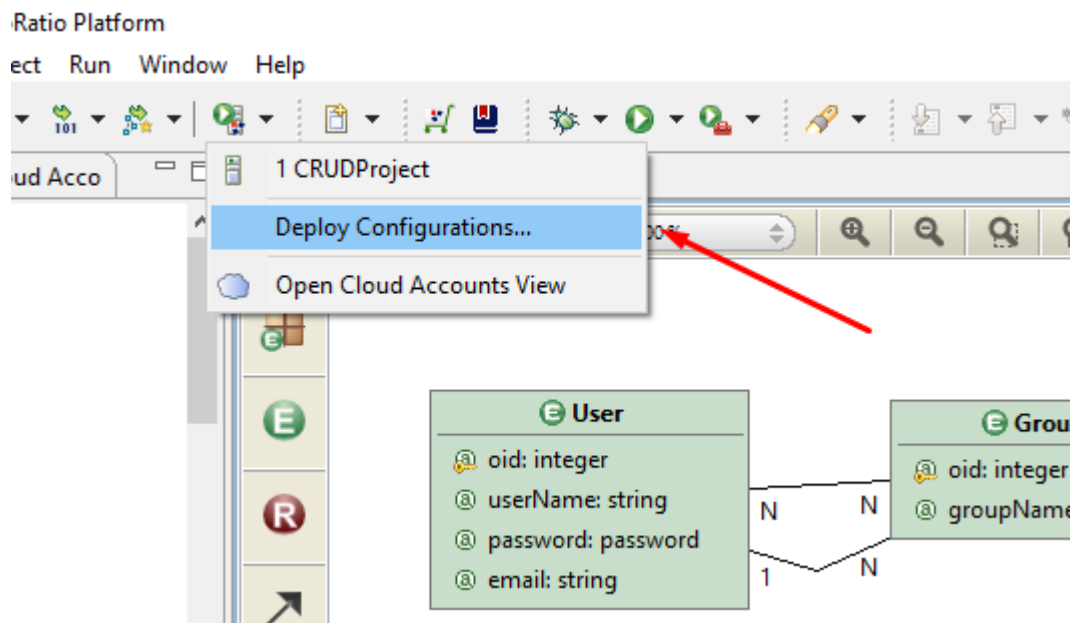 Ratio Platform
ect Run Window Help
101
ud Acco
1 CRUDProject
Deploy Configurations...
Open Cloud Accounts View
E
E User
E Grou
R
oid: integer
userName: string
password: password
email: string
oid: integer
groupName
N
N
1
N